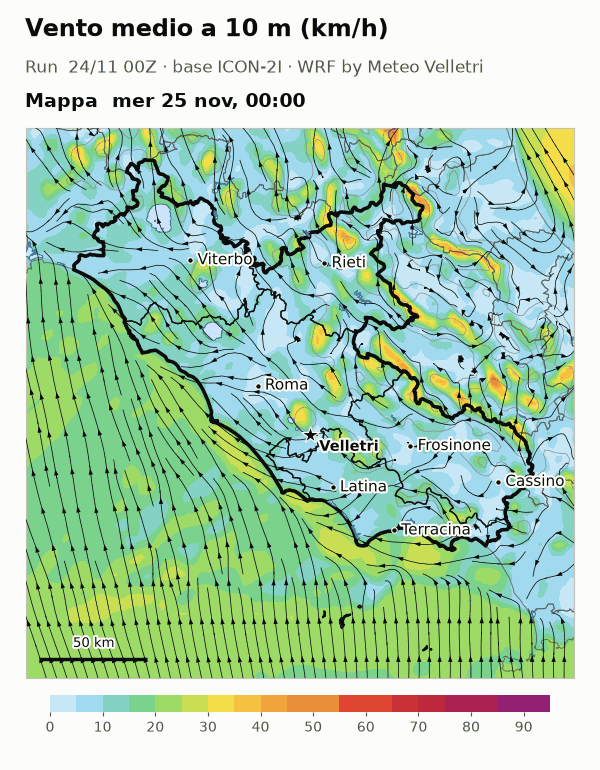 Vento medio a 10 m (km/h)
Run  24/11 00Z · base ICON-2I · WRF by Meteo Velletri
Mappa  mer 25 nov, 00:00
Viterbo
Rieti
Roma
Velletri
Frosinone
Cassino
Latina
Terracina
50 km
0 10 20 30 40 50 60 70 80 90